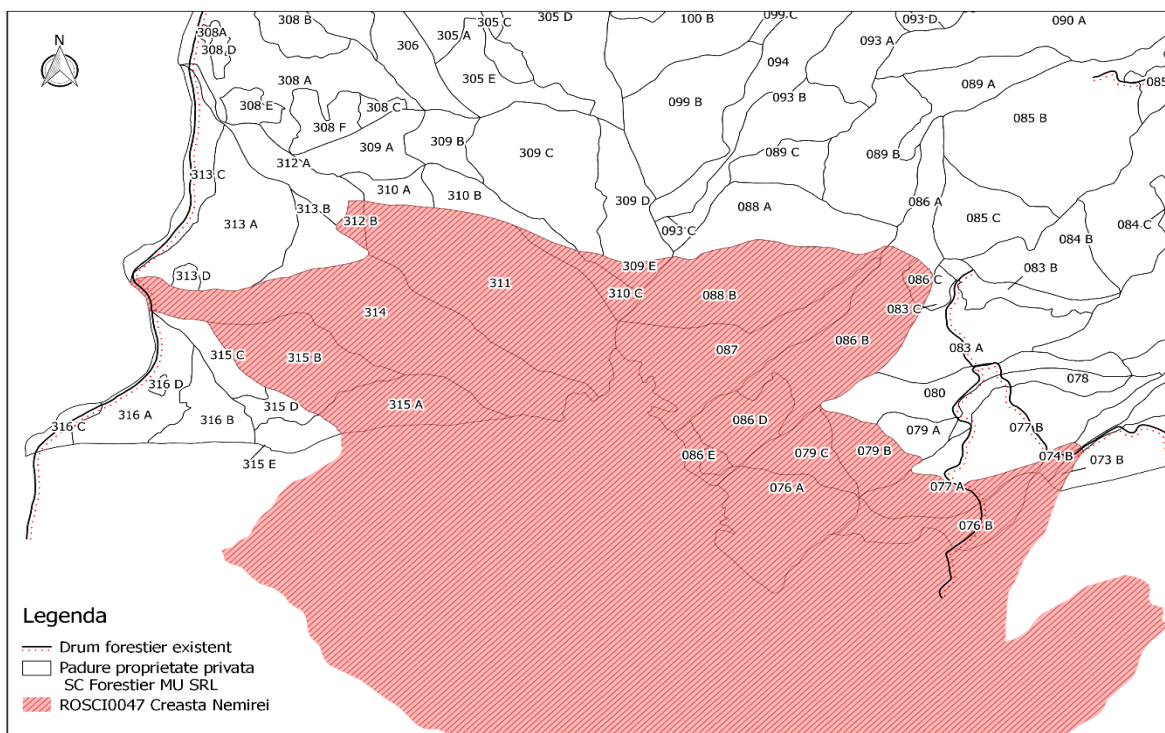 N
308A
308 B
308 D
306
305 A
305 C
305 D
100 B
099 C
093 D
090 A
093 A
094
308 A
305 E
089 A
085
308 E
308 C
099 B
093 B
085 B
308 F
309 A
309 B
309 C
089 C
089 B
312 A
313 C
310 A
310 B
309 D
086 A
313 B
088 A
312 B
313 A
093 C
085 C
084 C
084 B
309 E
083 B
313 D
086 C
311
310 C
088 B
083 C
314
086 B
087
083 A
315 C
315 B
078
316 D
080
315 A
315 D
316 A
316 B
086 D
316 C
079 A
077 B
079 C
079 B
086 E
074 B
073 B
315 E
076 A
077 A
076 B
Legenda
Drum forestier existent
Padure proprietate privata
SC Forestier MU SRL
ROSCI0047 Creasta Nemirei